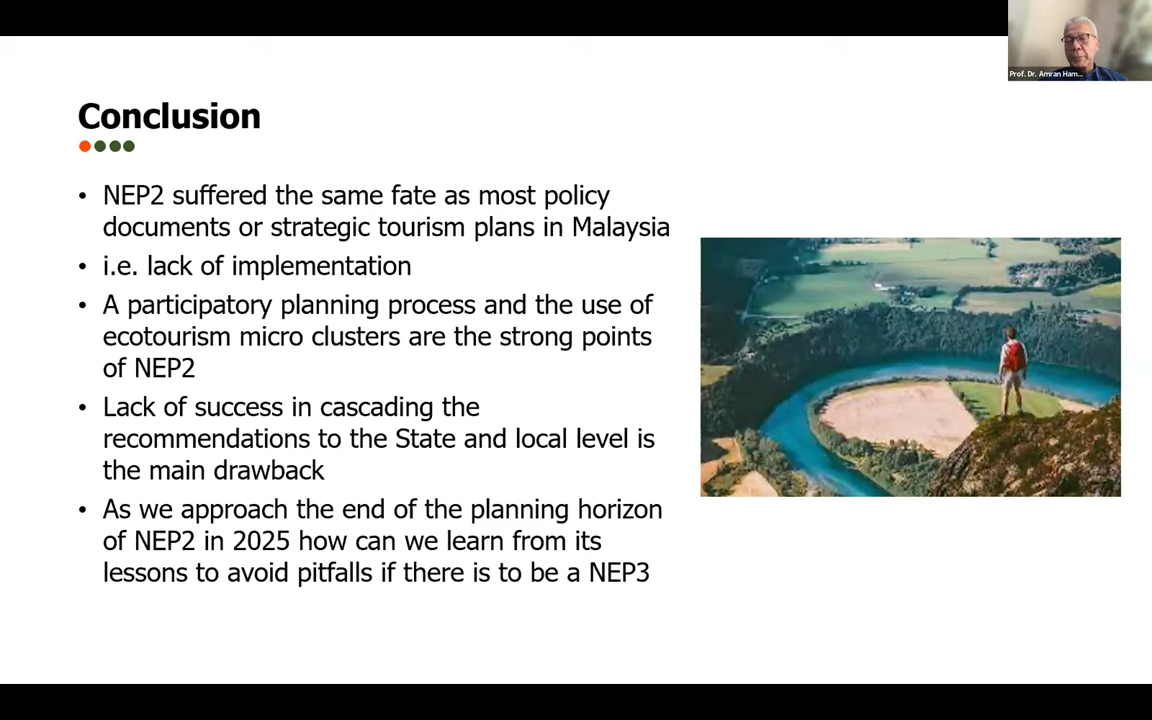 Prof. Dr. Amran Ham...
Conclusion
• NEP2 suffered the same fate as most policy
documents or strategic tourism plans in Malaysia
• i.e. lack of implementation
• A participatory planning process and the use of
ecotourism micro clusters are the strong points
of NEP2
• Lack of success in cascading the
recommendations to the State and local level is
the main drawback
• As we approach the end of the planning horizon
of NEP2 in 2025 how can we learn from its
lessons to avoid pitfalls if there is to be a NEP3